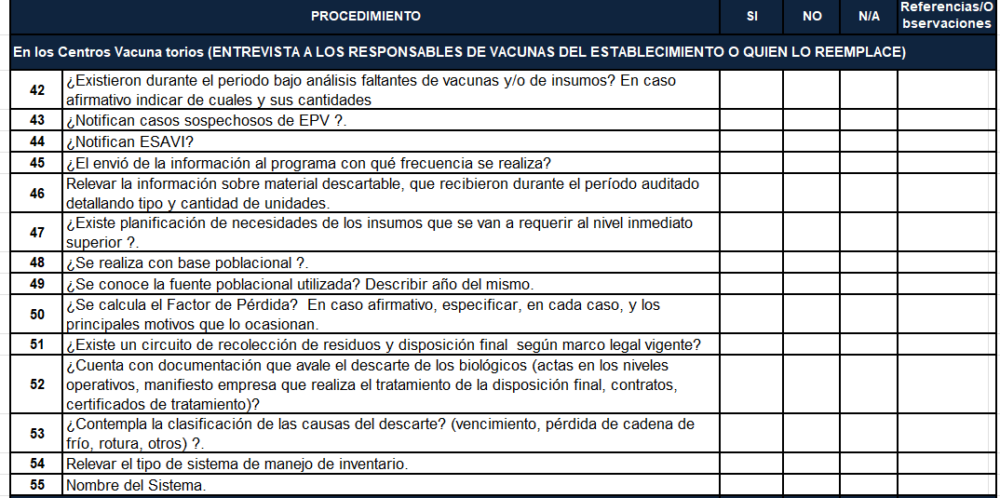 PROCEDIMIENTO SI NO N/A Referencias/O
bservaciones
En los Centros Vacuna torios (ENTREVISTA A LOS RESPONSABLES DE VACUNAS DEL ESTABLECIMIENTO O QUIEN LO REEMPLACE)
42 ¿Existieron durante el periodo bajo análisis faltantes de vacunas y/o de insumos? En caso
afirmativo indicar de cuales y sus cantidades
43 ¿Notifican casos sospechosos de EPV ?.
44 ¿Notifican ESAVI?
45 ¿El envió de la información al programa con qué frecuencia se realiza?
46 Relevar la información sobre material descartable, que recibieron durante el período auditado
detallando tipo y cantidad de unidades.
47 ¿Existe planificación de necesidades de los insumos que se van a requerir al nivel inmediato
superior ?.
48 ¿Se realiza con base poblacional ?.
49 ¿Se conoce la fuente poblacional utilizada? Describir año del mismo.
50 ¿Se calcula el Factor de Pérdida? En caso afirmativo, especificar, en cada caso, y los
principales motivos que lo ocasionan.
51 ¿Existe un circuito de recolección de residuos y disposición final según marco legal vigente?
52 ¿Cuenta con documentación que avale el descarte de los biológicos (actas en los niveles
operativos, manifiesto empresa que realiza el tratamiento de la disposición final, contratos,
certificados de tratamiento)?
53 ¿Contempla la clasificación de las causas del descarte? (vencimiento, pérdida de cadena de
frío, rotura, otros) ?.
54 Relevar el tipo de sistema de manejo de inventario.
55 Nombre del Sistema.